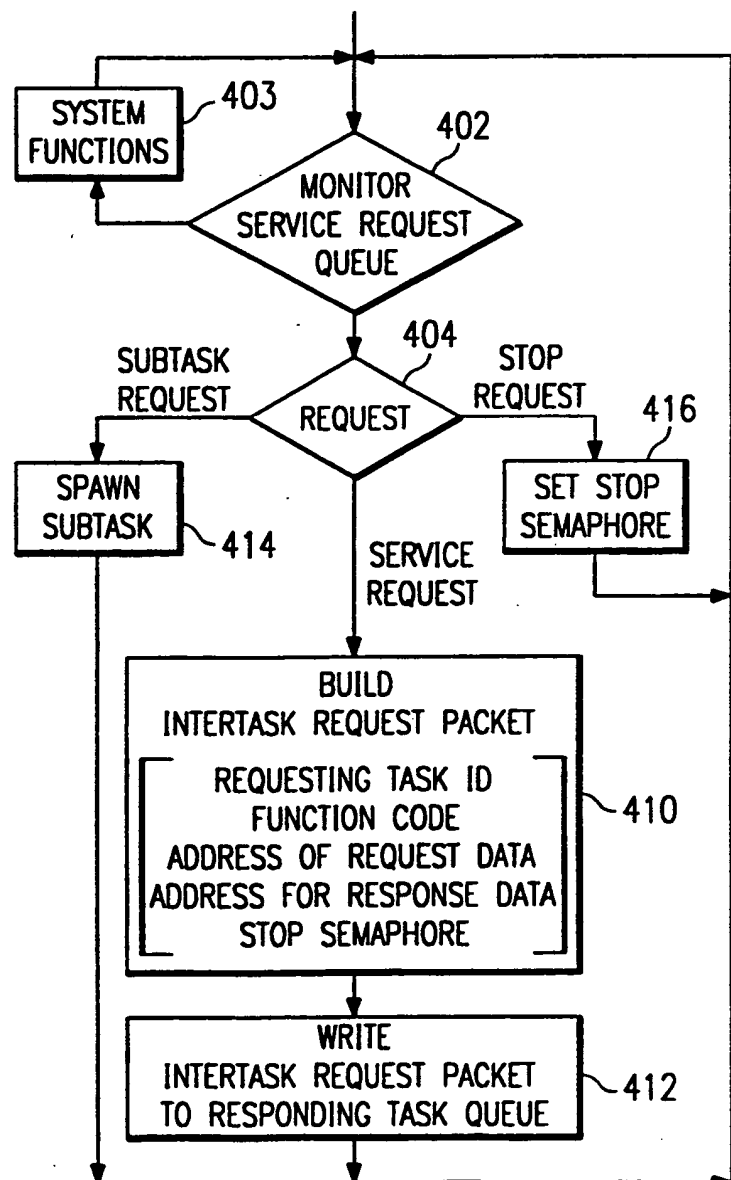 403
SYSTEM
FUNCTIONS
402
MONITOR
SERVICE REQUEST
QUEUE
404
SUBTASK
REQUEST
REQUEST
STOP
REQUEST
416
SPAWN
SUBTASK
414
SET STOP
SEMAPHORE
SERVICE
REQUEST
BUILD
INTERTASK REQUEST PACKET
REQUESTING TASK ID
FUNCTION CODE
ADDRESS OF REQUEST DATA
ADDRESS FOR RESPONSE DATA
STOP SEMAPHORE
410
WRITE
INTERTASK REQUEST PACKET
TO RESPONDING TASK QUEUE
412